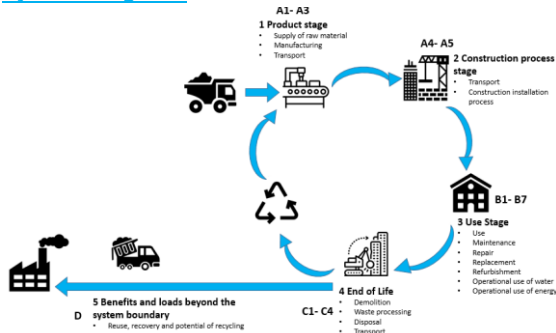 A1- A3
1 Product stage
• Supply of raw material
• Manufacturing
• Transport
A4- A5
2 Construction process
stage
• Transport
• Construction installation
process
B1- B7
3 Use Stage
• Use
• Maintenance
• Repair
• Replacement
• Refurbishment
• Operational use of water
• Operational use of energy
4 End of Life
C1- C4
• Demolition
• Waste processing
• Disposal
• Transport
D
5 Benefits and loads beyond the
system boundary
• Reuse, recovery and potential of recycling